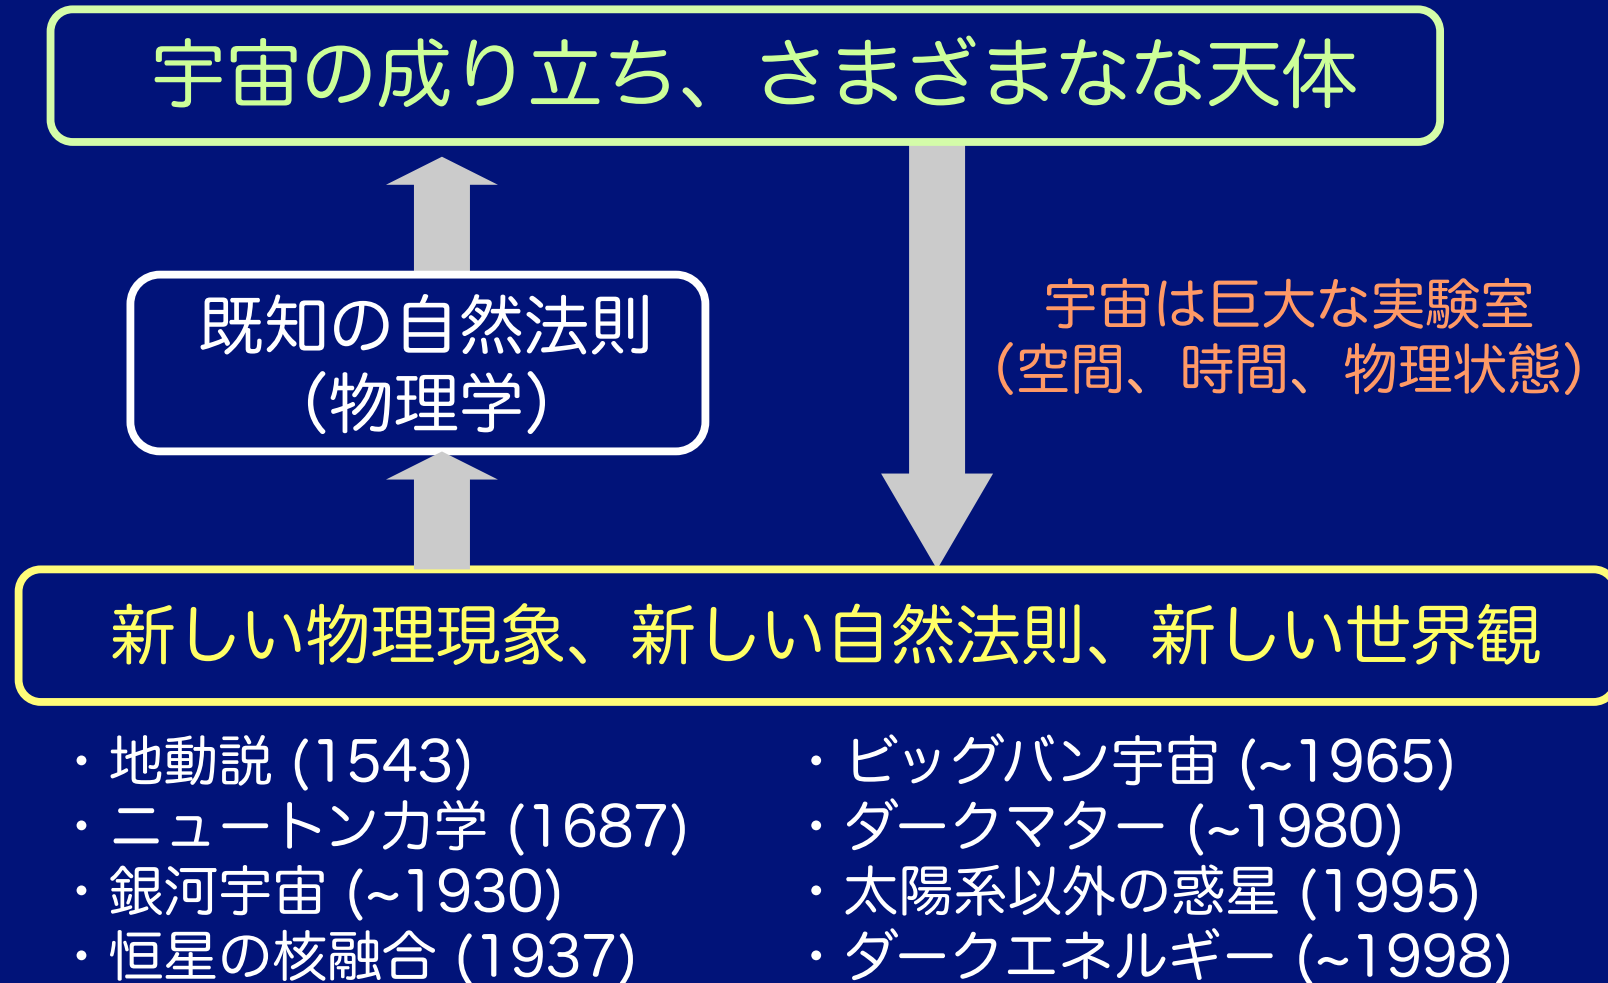 宇宙の成り立ち、さまざまなな天体
既知の自然法則
(物理学)
宇宙は巨大な実験室
(空間、時間、物理状態)
新しい物理現象、新しい自然法則、新しい世界観
・地動説 (1543)
・ニュートン力学 (1687)
・銀河宇宙 (~1930)
・恒星の核融合 (1937)
・ビッグバン宇宙 (~1965)
・ダークマター (~1980)
・太陽系以外の惑星 (1995)
・ダークエネルギー (~1998)